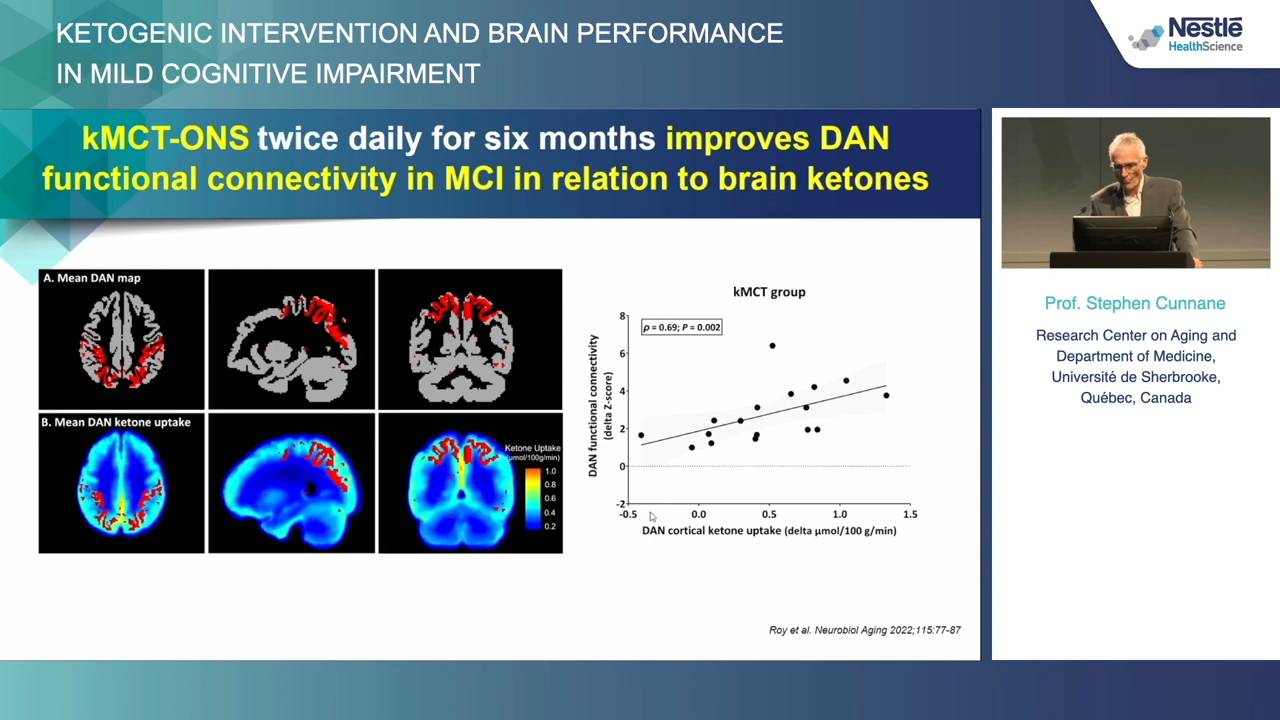 KETOGENIC INTERVENTION AND BRAIN PERFORMANCE
IN MILD COGNITIVE IMPAIRMENT
Nestlé
HealthScience
kMCT-ONS twice daily for six months improves DAN
functional connectivity in MCI in relation to brain ketones
A. Mean DAN map
B. Mean DAN ketone uptake
Ketone Uptake
(µmol/100g/min)
1.0
0.8
0.6
0.4
0.2
kMCT group
ρ = 0.69; P = 0.002
DAN functional connectivity
(delta Z-score)
8
6
4
2
0
-2
-0.5 0.0 0.5 1.0 1.5
DAN cortical ketone uptake (delta µmol/100 g/min)
Roy et al. Neurobiol Aging 2022;115:77-87
Prof. Stephen Cunnane
Research Center on Aging and
Department of Medicine,
Université de Sherbrooke,
Québec, Canada